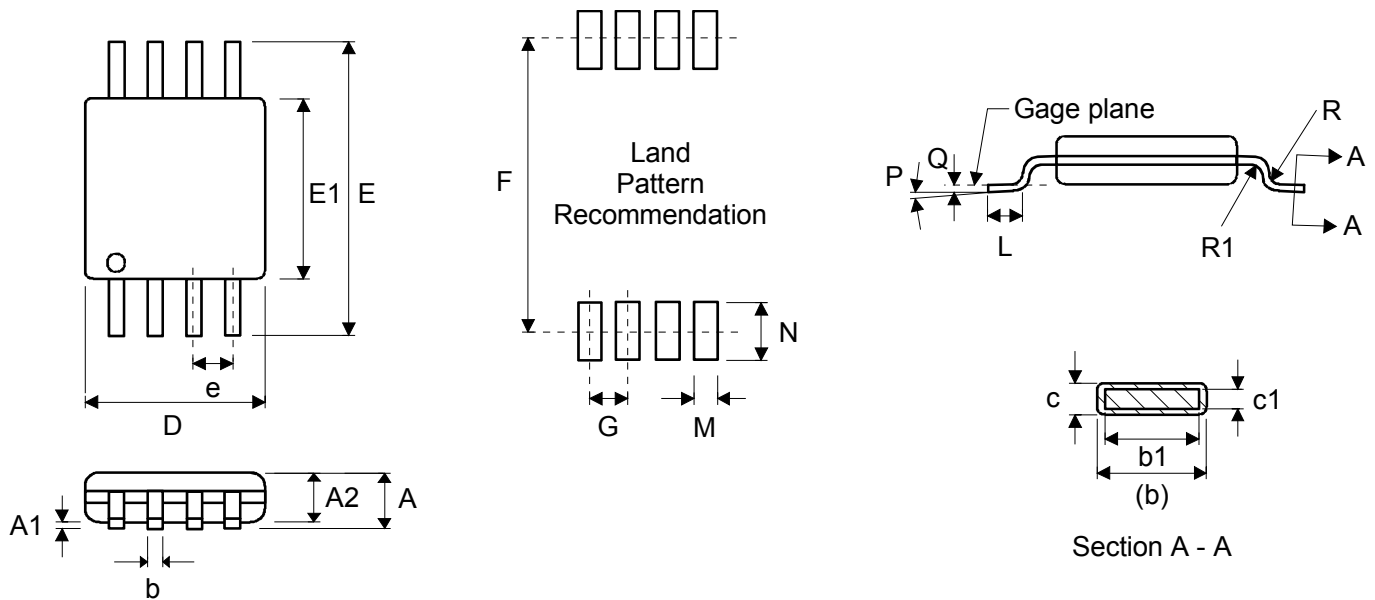 E1
E
e
D
A1
A2
A
b
F
Land
Pattern
Recommendation
N
G
M
Gage plane
R
Q
P
A
A
L
R1
c
c1
b1
(b)
Section A - A